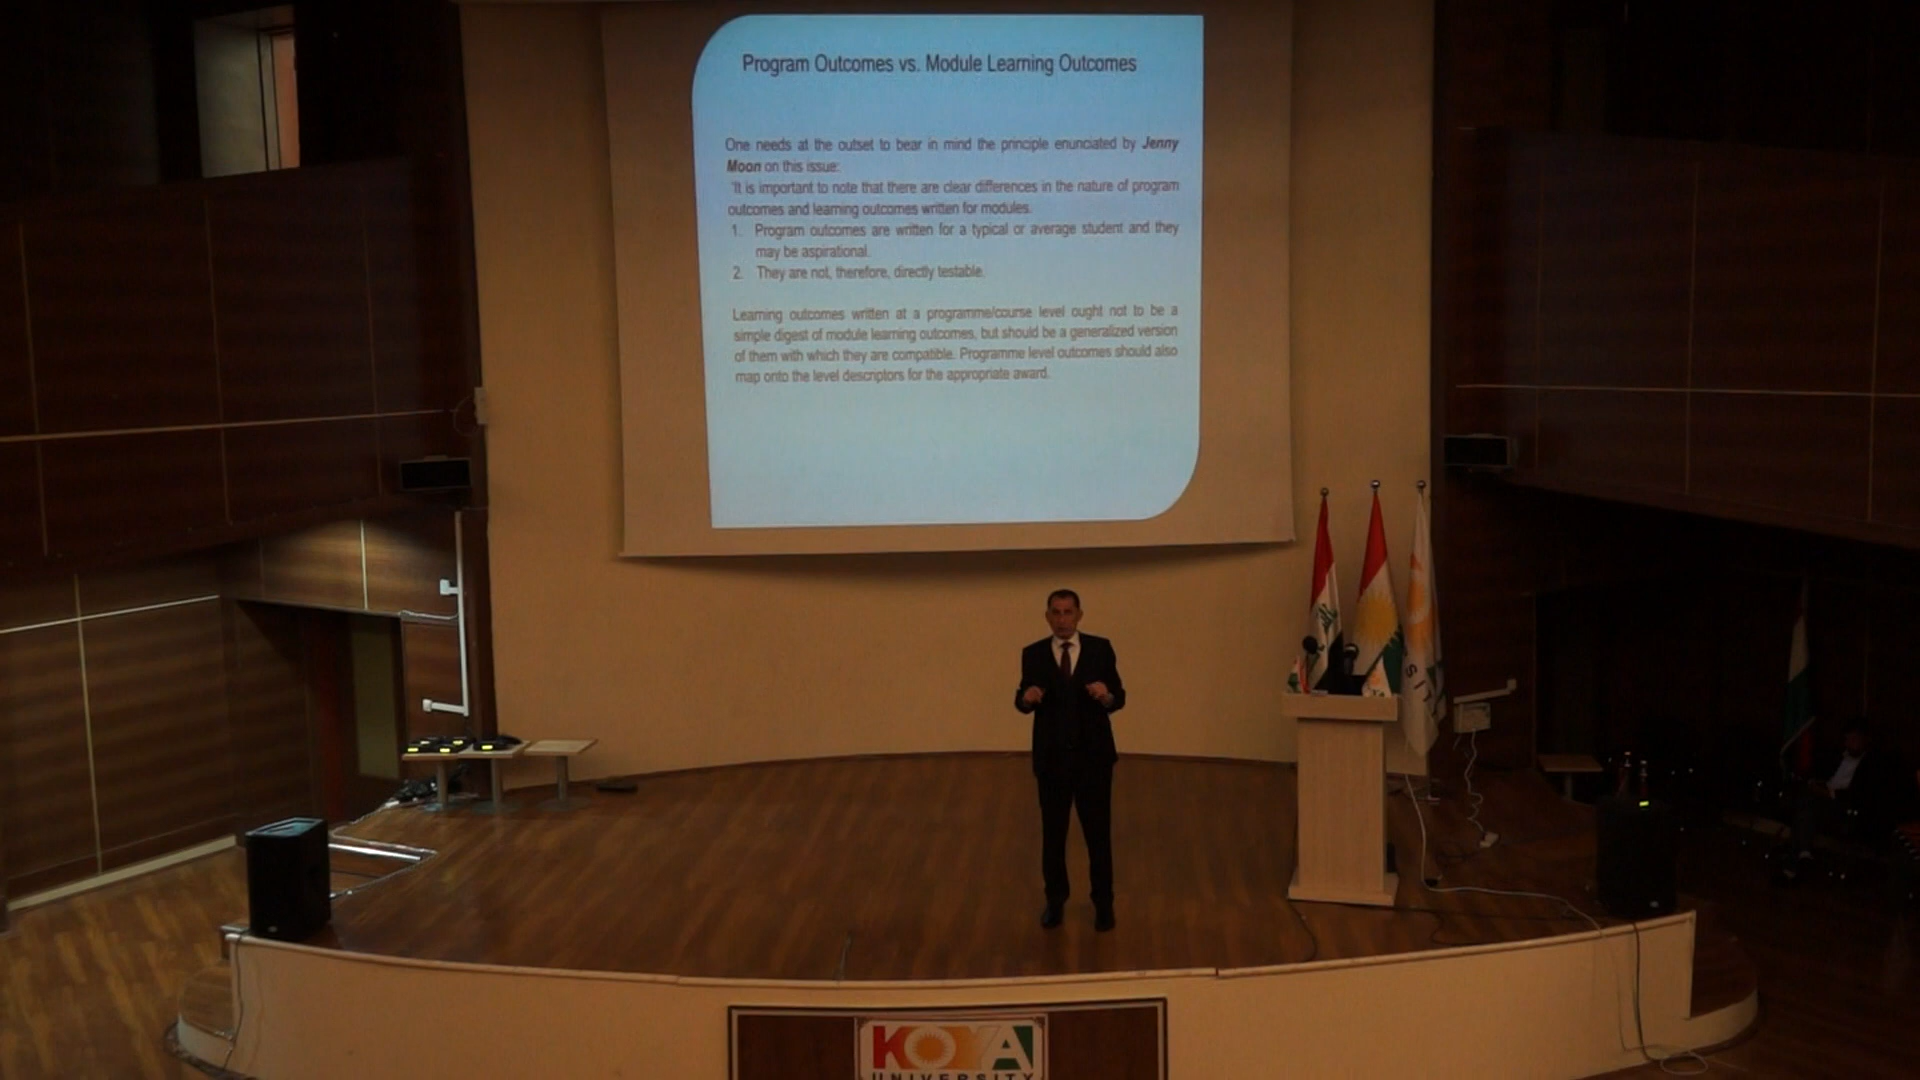 Program Outcomes vs. Module Learning Outcomes
One needs at the outset to bear in mind the principle enunciated by Jenny
Moon on this issue:
'It is important to note that there are clear differences in the nature of program
outcomes and learning outcomes written for modules.
1. Program outcomes are written for a typical or average student and they
may be aspirational.
2. They are not, therefore, directly testable.
Learning outcomes written at a programme/course level ought not to be a
simple digest of module learning outcomes, but should be a generalized version
of them with which they are compatible. Programme level outcomes should also
map onto the level descriptors for the appropriate award.
KOYA
UNIVERSITY